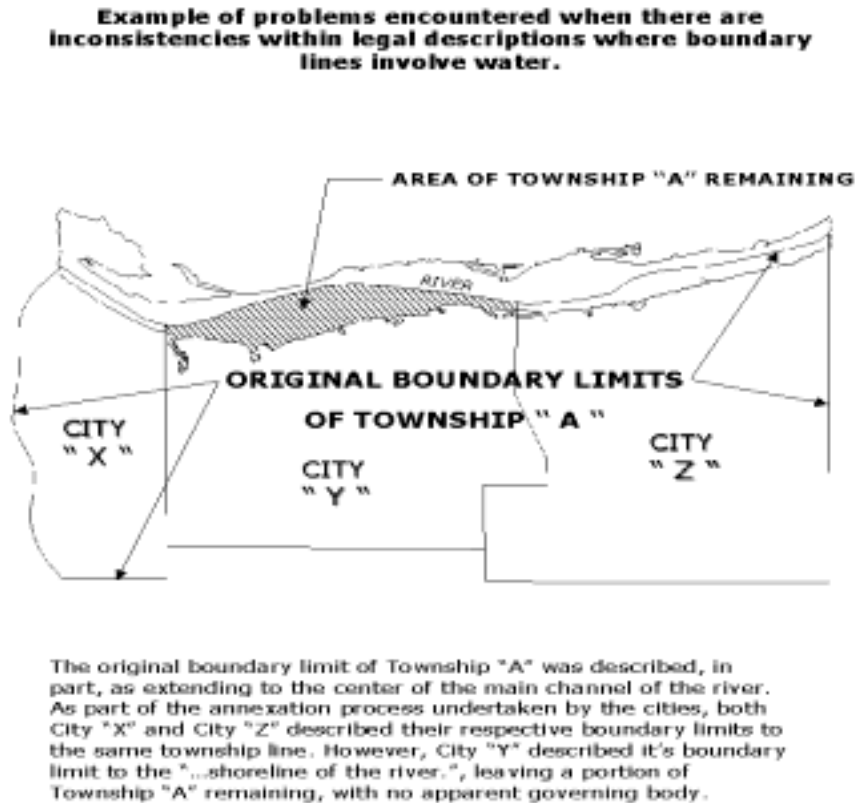 Example of problems encountered when there are
inconsistencies within legal descriptions where boundary
lines involve water.
AREA OF TOWNSHIP "A" REMAINING
RIVER
ORIGINAL BOUNDARY LIMITS
OF TOWNSHIP " A "
CITY
" X "
CITY
" Y "
CITY
" Z "
The original boundary limit of Township "A" was described, in
part, as extending to the center of the main channel of the river.
As part of the annexation process undertaken by the cities, both
City "X" and City "Z" described their respective boundary limits to
the same township line. However, City "Y" described it's boundary
limit to the "...shoreline of the river.", leaving a portion of
Township "A" remaining, with no apparent governing body.